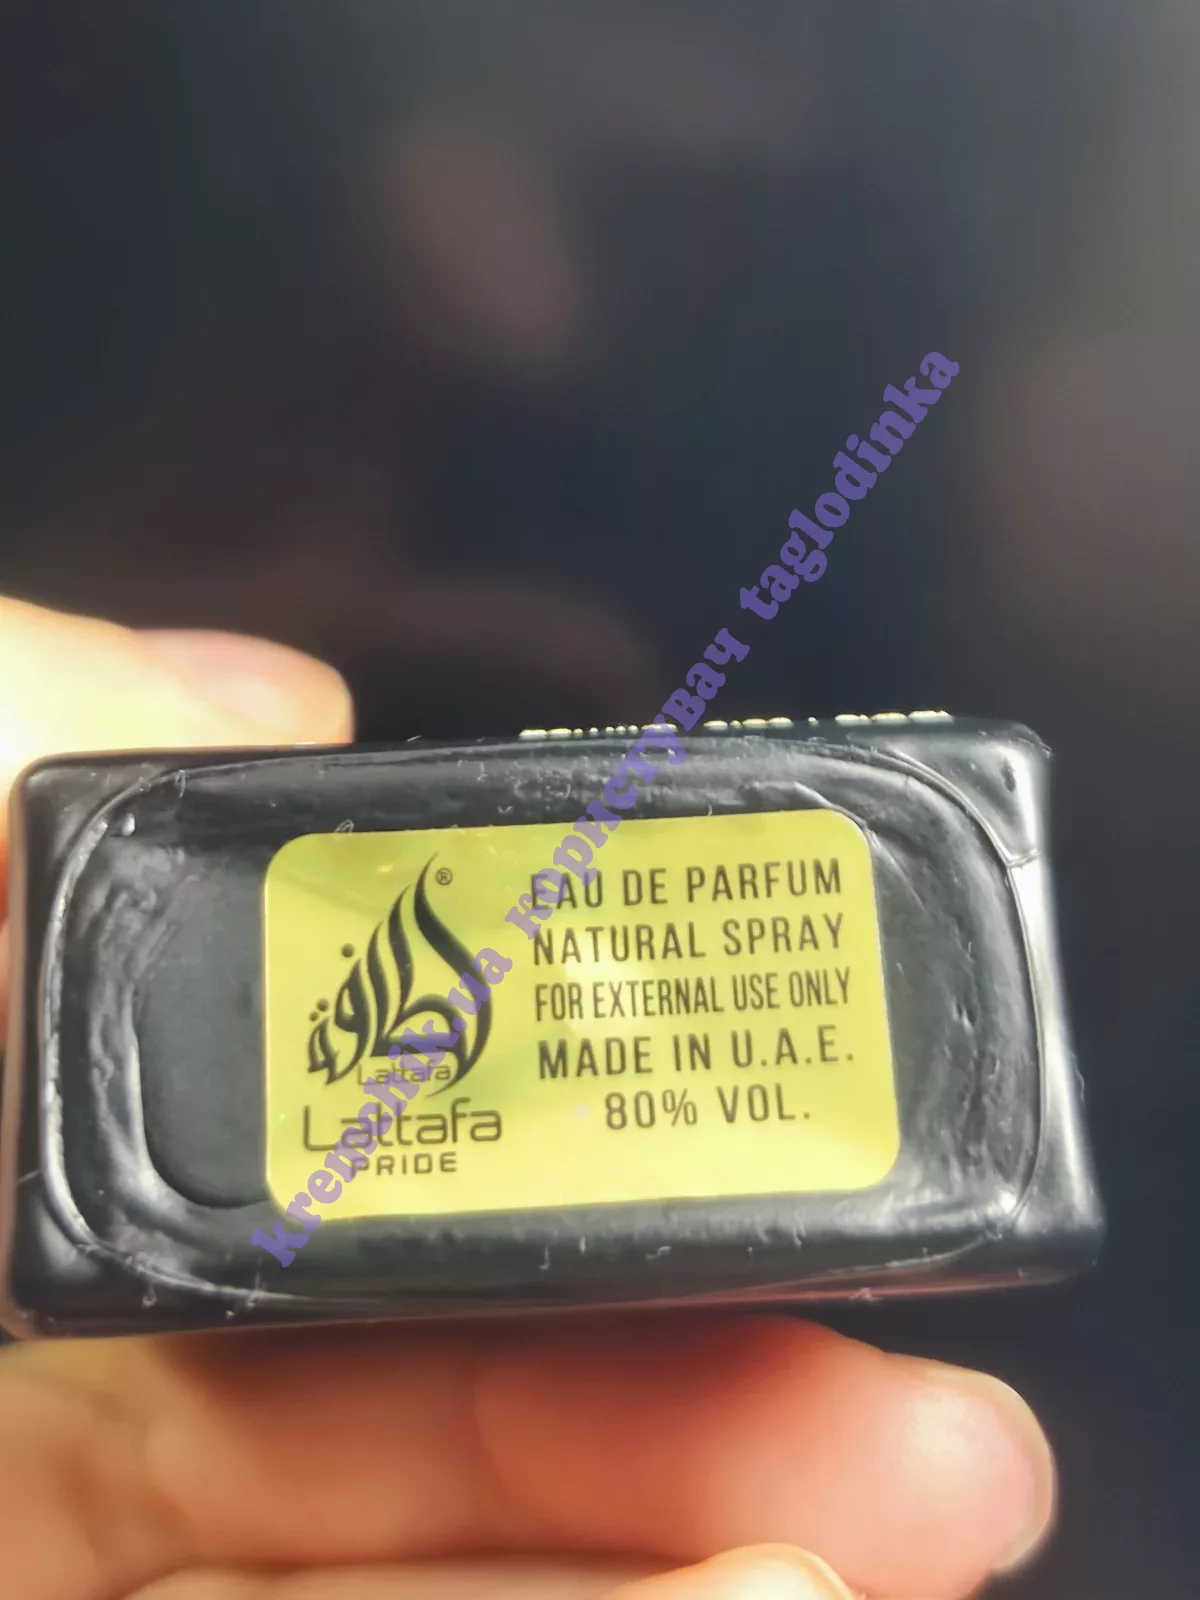 لطافة
®
Lattafa
Lattafa
PRIDE
EAU DE PARFUM
NATURAL SPRAY
FOR EXTERNAL USE ONLY
MADE IN U.A.E.
80% VOL.
kremchik.ua користувач taglodinka